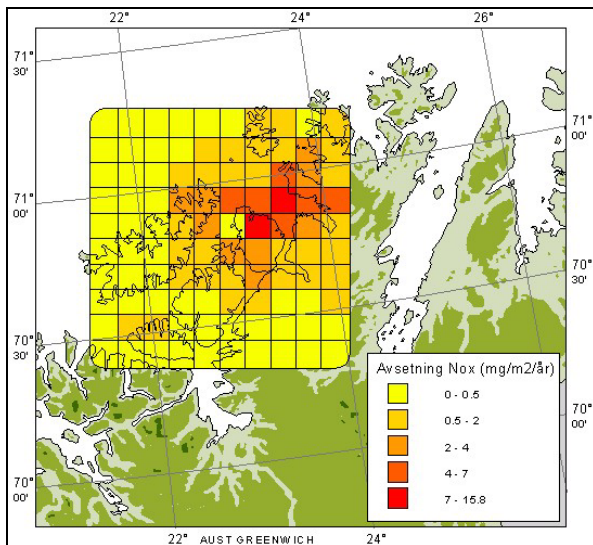 22° 24° 26°
71° 30'
71° 00'
71° 00'
70° 30'
70° 30'
70° 00'
70° 00'
Avsetning Nox (mg/m2/år)
0 - 0.5
0.5 - 2
2 - 4
4 - 7
7 - 15.8
22° AUST GREENWICH 24°